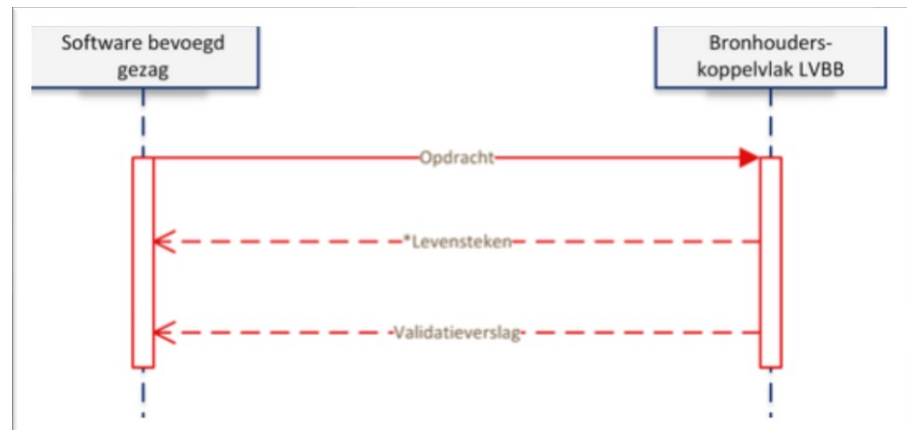 Software bevoegd
gezag
Bronhouders-
koppelvlak LVBB
Opdracht
*Levensteken
Validatieverslag